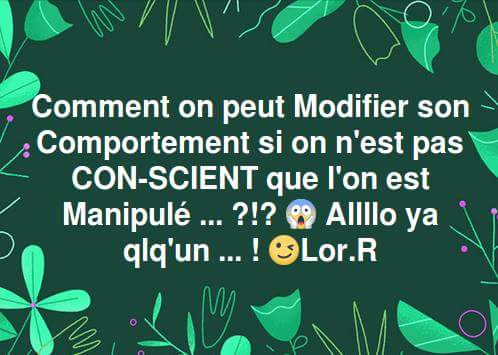 Comment on peut Modifier son
Comportement si on n'est pas
CON-SCIENT que l'on est
Manipulé ... ?!? 😱 Allllo ya
qlq'un ... ! 😉Lor.R